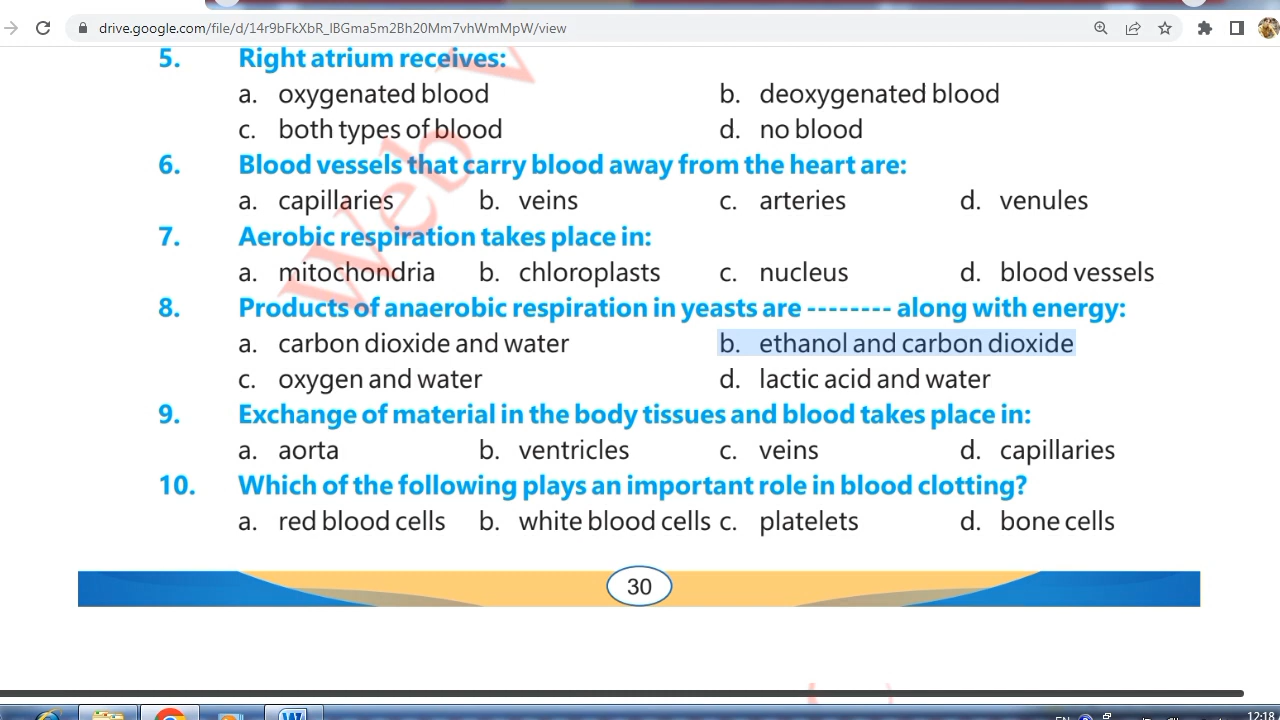 drive.google.com/file/d/14r9bFkXbR_IBGma5m2Bh20Mm7vhWmMpW/view
5. Right atrium receives:
a. oxygenated blood b. deoxygenated blood
c. both types of blood d. no blood
6. Blood vessels that carry blood away from the heart are:
a. capillaries b. veins c. arteries d. venules
7. Aerobic respiration takes place in:
a. mitochondria b. chloroplasts c. nucleus d. blood vessels
8. Products of anaerobic respiration in yeasts are -------- along with energy:
a. carbon dioxide and water b. ethanol and carbon dioxide
c. oxygen and water d. lactic acid and water
9. Exchange of material in the body tissues and blood takes place in:
a. aorta b. ventricles c. veins d. capillaries
10. Which of the following plays an important role in blood clotting?
a. red blood cells b. white blood cells c. platelets d. bone cells
Web V
30
EN 12:18